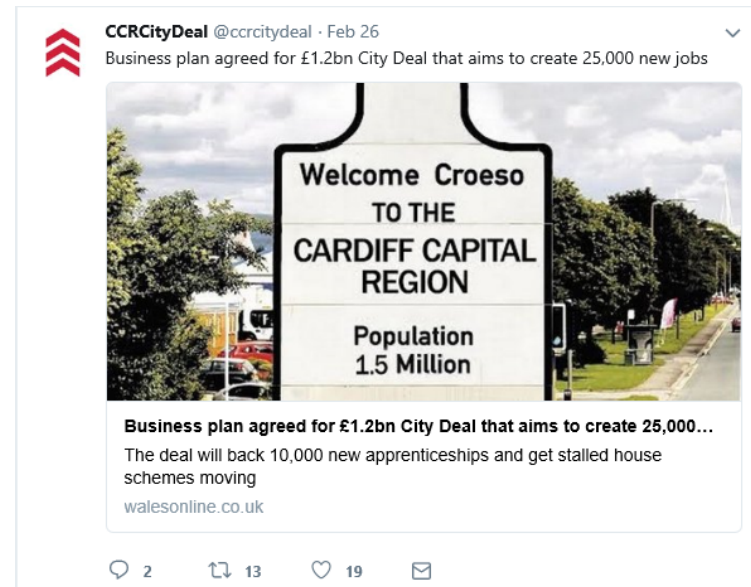 CCRCityDeal @ccrcitydeal · Feb 26
Business plan agreed for £1.2bn City Deal that aims to create 25,000 new jobs
Welcome Croeso
TO THE
CARDIFF CAPITAL
REGION
Population
1.5 Million
Business plan agreed for £1.2bn City Deal that aims to create 25,000...
The deal will back 10,000 new apprenticeships and get stalled house
schemes moving
walesonline.co.uk
2 13 19